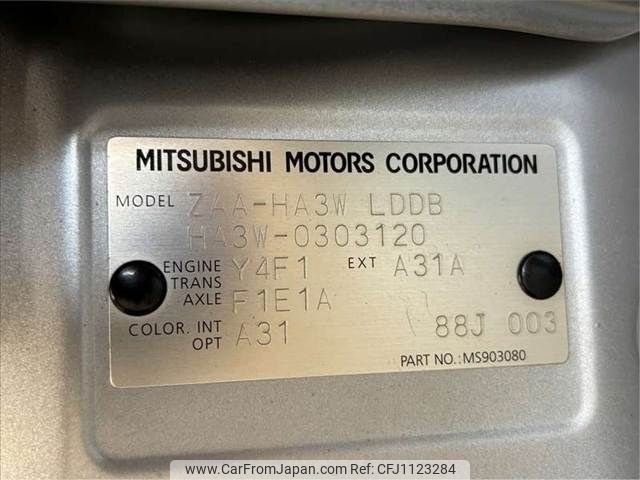 MITSUBISHI MOTORS CORPORATION
MODEL ZAA-HA3W LDDB
HA3W-0303120
ENGINE Y4F1 EXT A31A
TRANS
AXLE F1E1A
COLOR. INT A31 88J 003
OPT
PART NO.:MS903080
www.CarFromJapan.com | Ref.No CFJ1123284